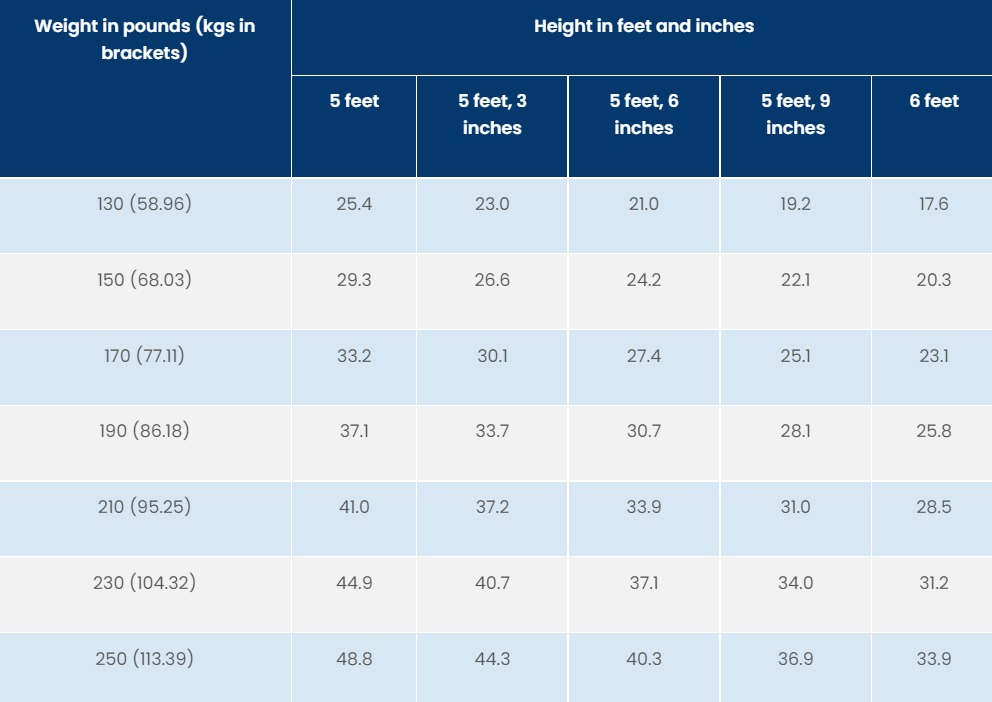 Weight in pounds (kgs in
brackets)
Height in feet and inches
5 feet
5 feet, 3
inches
5 feet, 6
inches
5 feet, 9
inches
6 feet
130 (58.96) 25.4 23.0 21.0 19.2 17.6
150 (68.03) 29.3 26.6 24.2 22.1 20.3
170 (77.11) 33.2 30.1 27.4 25.1 23.1
190 (86.18) 37.1 33.7 30.7 28.1 25.8
210 (95.25) 41.0 37.2 33.9 31.0 28.5
230 (104.32) 44.9 40.7 37.1 34.0 31.2
250 (113.39) 48.8 44.3 40.3 36.9 33.9